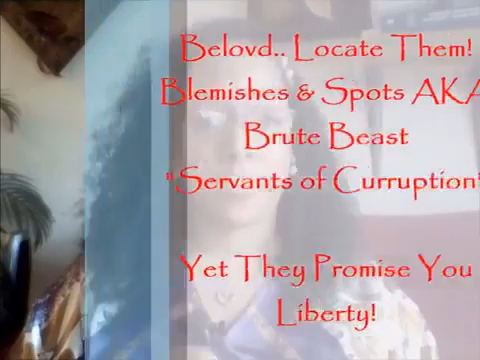 Belovd.. Locate Them!
Blemishes & Spots AKA
Brute Beast
"Servants of Curruption"
Yet They Promise You
Liberty!